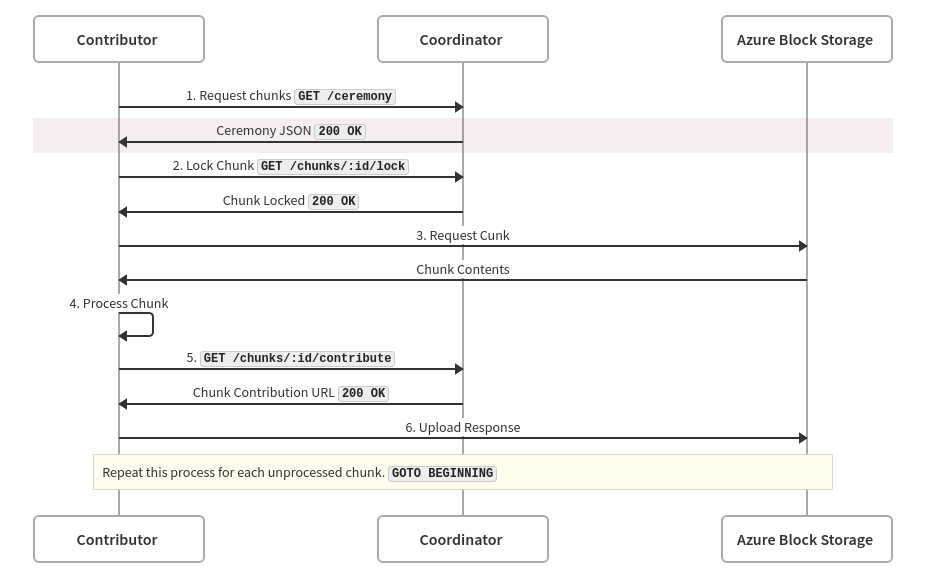 Contributor
Coordinator
Azure Block Storage
1. Request chunks GET /ceremony
Ceremony JSON 200 OK
2. Lock Chunk GET /chunks/:id/lock
Chunk Locked 200 OK
3. Request Cunk
Chunk Contents
4. Process Chunk
5. GET /chunks/:id/contribute
Chunk Contribution URL 200 OK
6. Upload Response
Repeat this process for each unprocessed chunk. GOTO BEGINNING
Contributor
Coordinator
Azure Block Storage